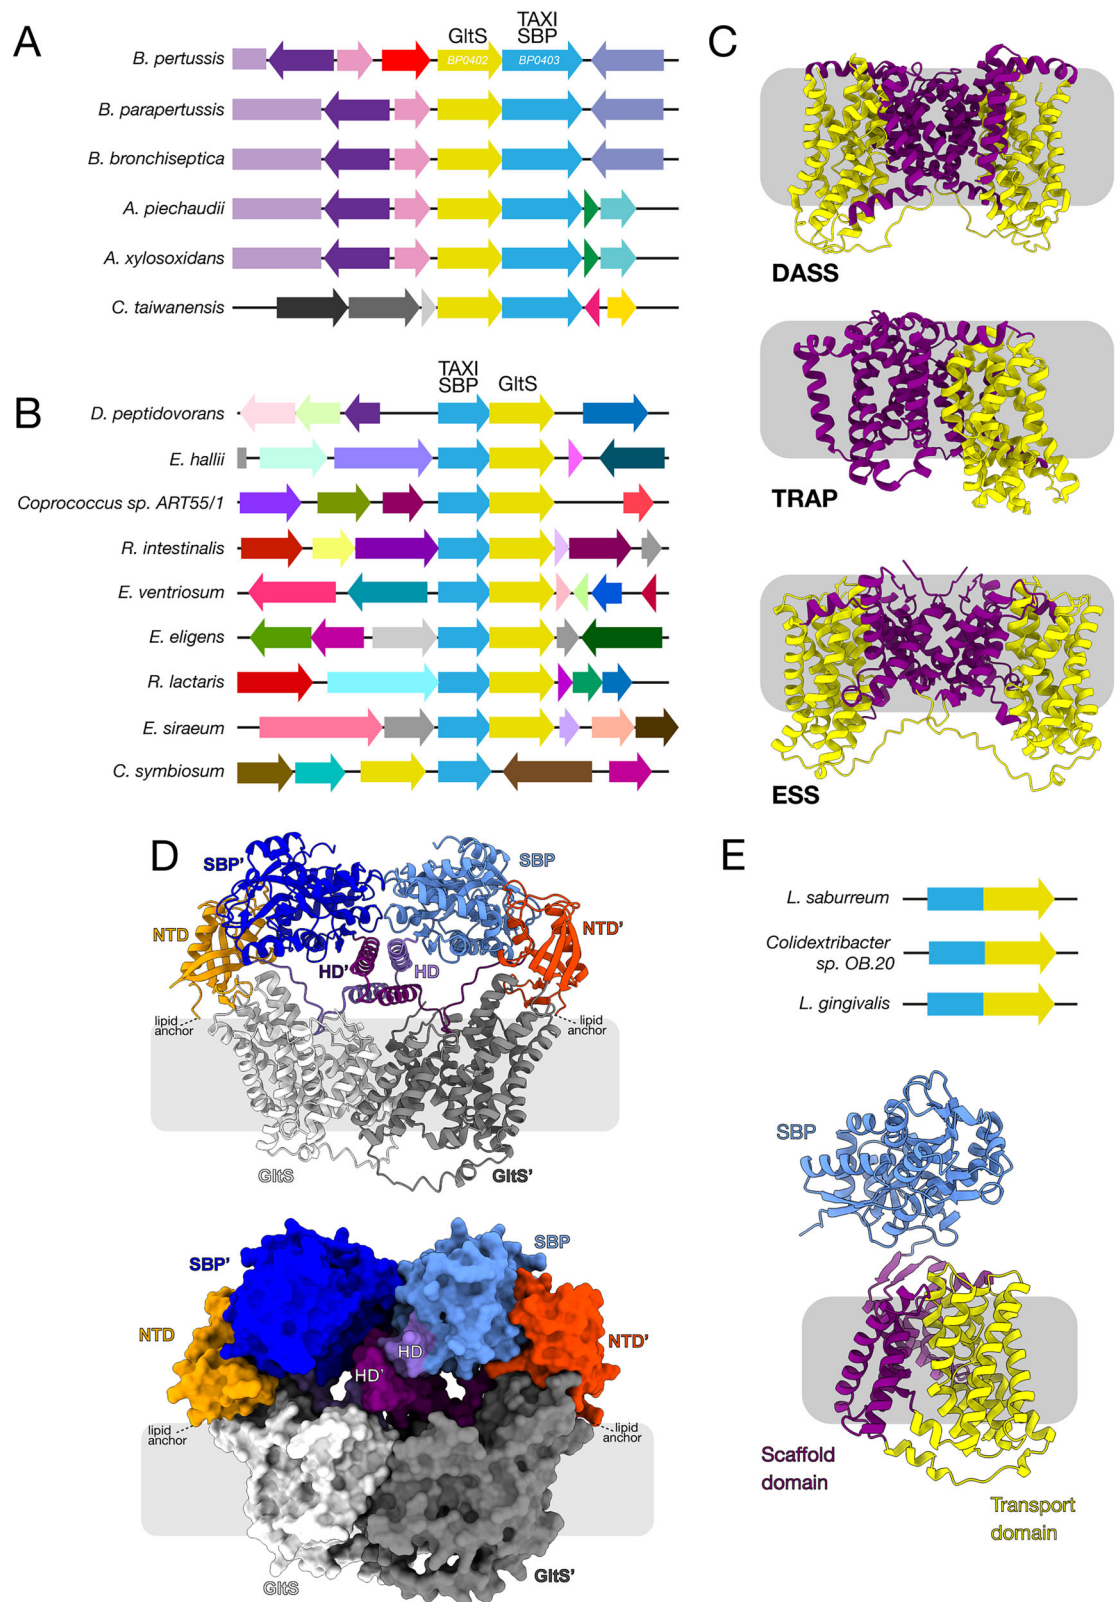 A
GltS
TAXI
SBP
B. pertussis
BP0402
BP0403
B. parapertussis
B. bronchiseptica
A. piechaudii
A. xylosoxidans
C. taiwanensis
B
TAXI
SBP
GltS
D. peptidovorans
E. hallii
Coprococcus sp. ART55/1
R. intestinalis
E. ventriosum
E. eligens
R. lactaris
E. siraeum
C. symbiosum
C
DASS
TRAP
ESS
D
SBP'
SBP
NTD
NTD'
HD'
HD
lipid
anchor
lipid
anchor
GltS
GltS'
SBP'
SBP
NTD
NTD'
HD
HD'
lipid
anchor
lipid
anchor
GltS
GltS'
E
L. saburreum
Colidextribacter
sp. OB.20
L. gingivalis
SBP
Scaffold
domain
Transport
domain